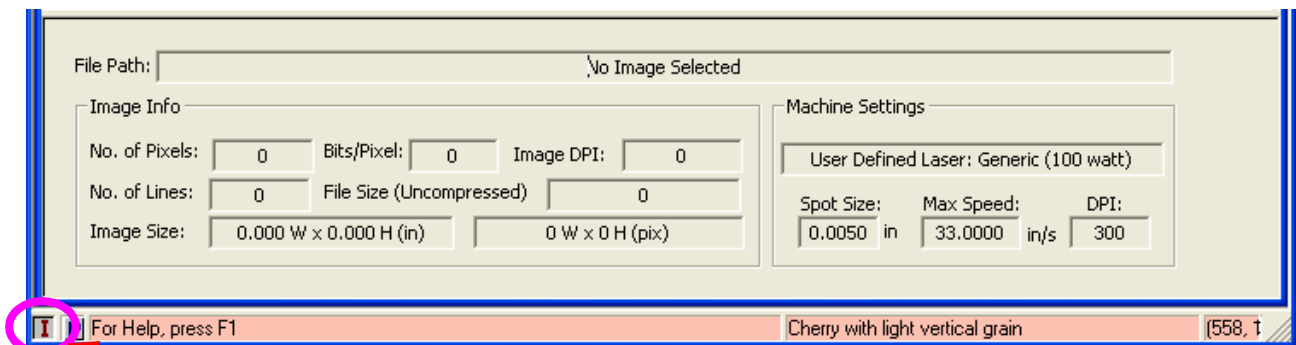 File Path: No Image Selected
Image Info
No. of Pixels: 0 Bits/Pixel: 0 Image DPI: 0
No. of Lines: 0 File Size (Uncompressed) 0
Image Size: 0.000 W x 0.000 H (in) 0 W x 0 H (pix)
Machine Settings
User Defined Laser: Generic (100 watt)
Spot Size: Max Speed: DPI:
0.0050 in 33.0000 in/s 300
I For Help, press F1 Cherry with light vertical grain (558,